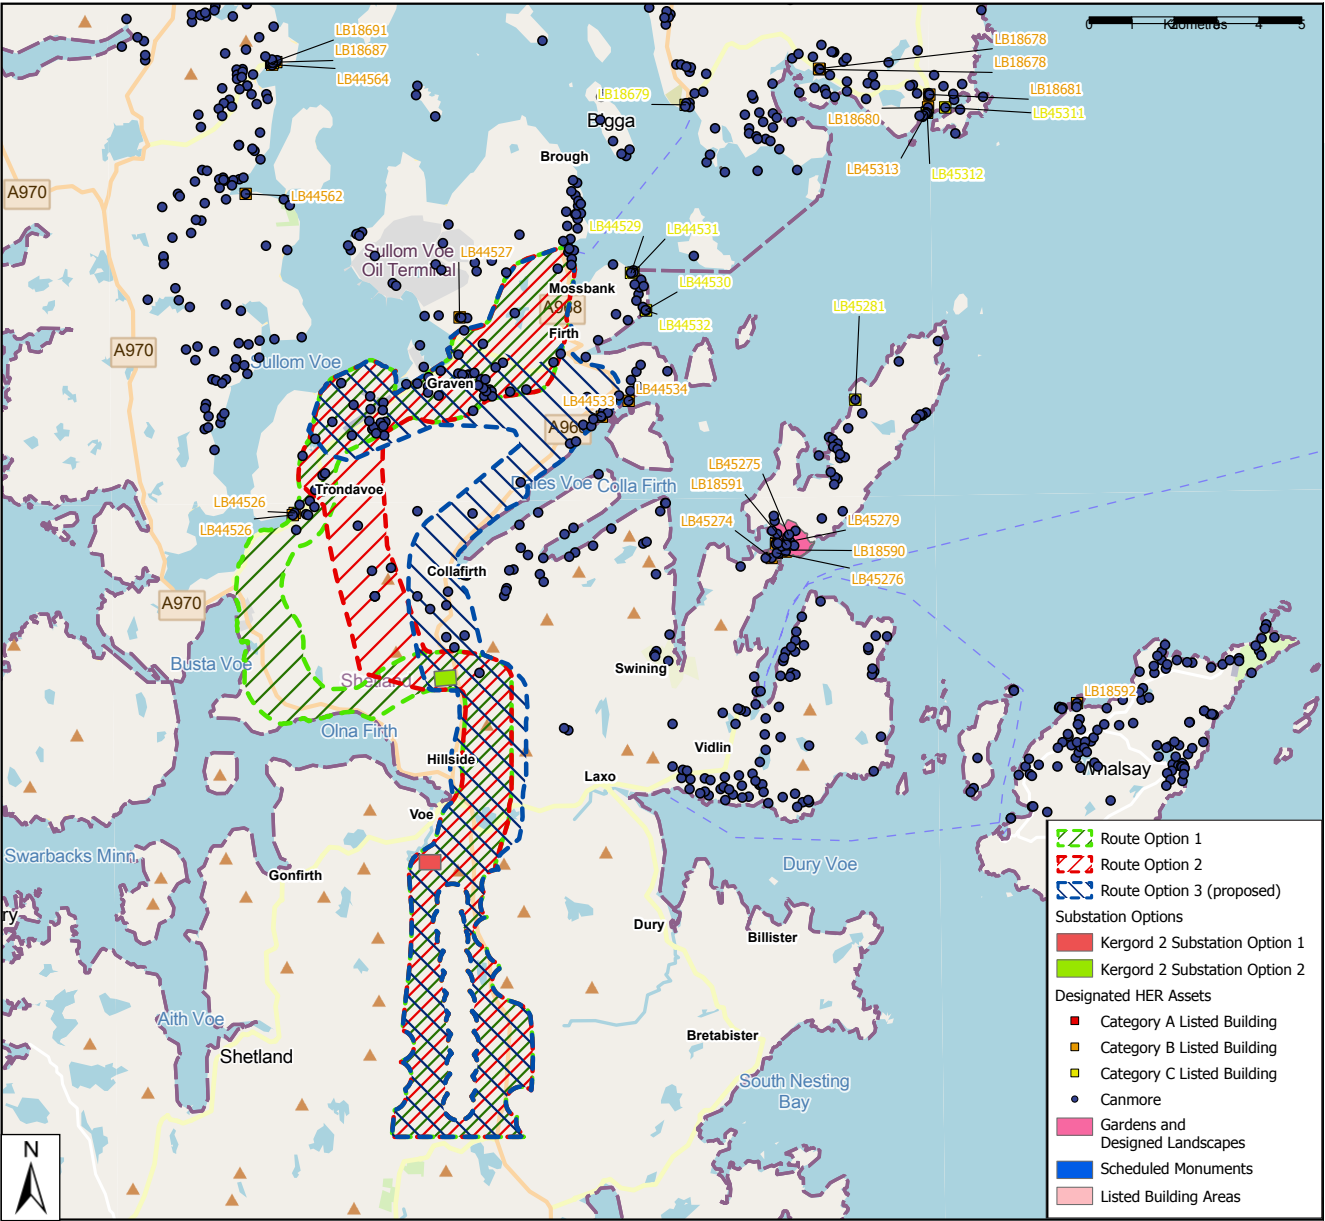 LB18691
LB18687
LB44564
0 1 Kilometres 4 5
LB18678
LB18678
LB18679
LB18681
LB45311
LB18680
Bigga
Brough
LB45313
LB45312
A970
LB44562
LB44529
LB44531
Sullom Voe
Oil Terminal
LB44527
Mossbank
LB44530
A968
LB45281
LB44532
Firth
A970
Sullom Voe
Graven
LB44534
LB44533
A968
LB45275
Trondavoe
Dales Voe
Colla Firth
LB18591
LB44526
LB45274
LB45279
LB44526
LB18590
Collafirth
LB45276
A970
Busta Voe
Swining
Shetland
LB18592
Olna Firth
Vidlin
Hillside
Laxo
Whalsay
Voe
Swarbacks Minn
Gonfirth
Dury Voe
ry
Dury
Billister
Aith Voe
Shetland
Bretabister
South Nesting
Bay
N
Route Option 1
Route Option 2
Route Option 3 (proposed)
Substation Options
Kergord 2 Substation Option 1
Kergord 2 Substation Option 2
Designated HER Assets
Category A Listed Building
Category B Listed Building
Category C Listed Building
Canmore
Gardens and
Designed Landscapes
Scheduled Monuments
Listed Building Areas